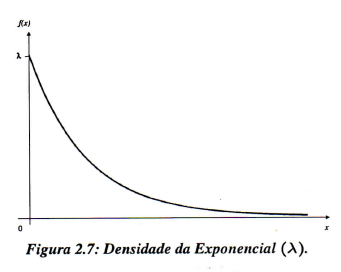 f(x)
λ
0
x
Figura 2.7: Densidade da Exponencial (λ).